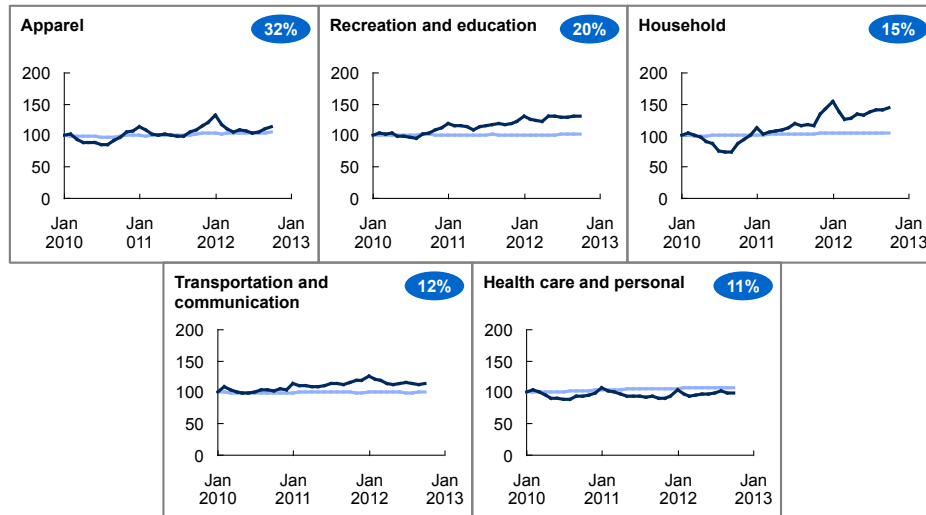 Apparel
32%
200
150
100
50
0
Jan
2010
Jan
011
Jan
2012
Jan
2013
Recreation and education
20%
200
150
100
50
0
Jan
2010
Jan
2011
Jan
2012
Jan
2013
Household
15%
200
150
100
50
0
Jan
2010
Jan
2011
Jan
2012
Jan
2013
Transportation and
communication
12%
200
150
100
50
0
Jan
2010
Jan
2011
Jan
2012
Jan
2013
Health care and personal
11%
200
150
100
50
0
Jan
2010
Jan
2011
Jan
2012
Jan
2013